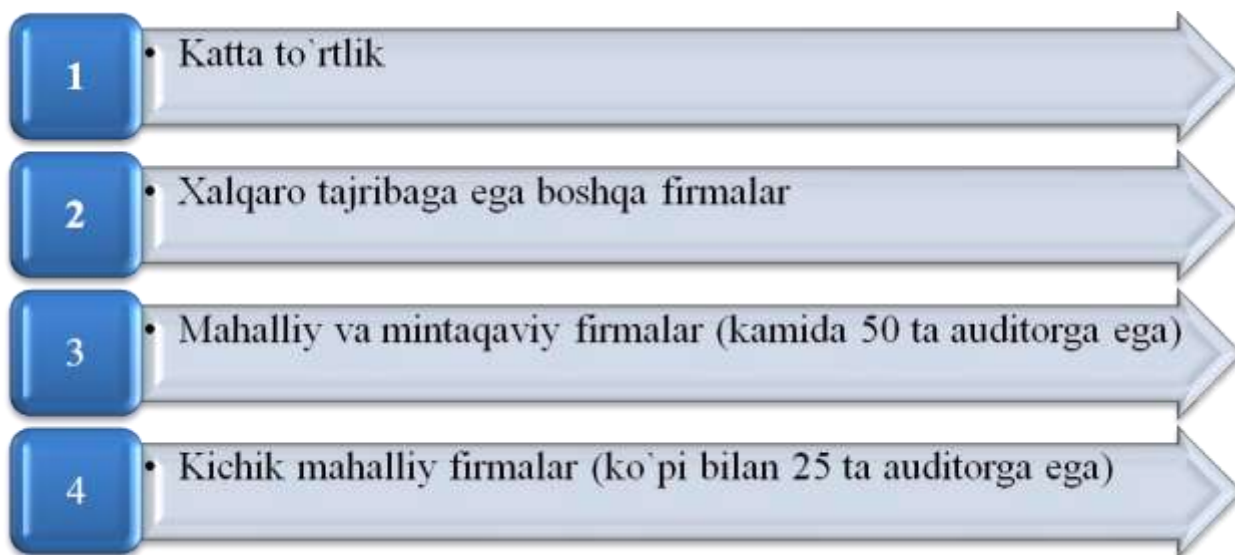 1
• Katta to`rtlik
2
• Xalqaro tajribaga ega boshqa firmalar
3
• Mahalliy va mintaqaviy firmalar (kamida 50 ta auditorga ega)
4
• Kichik mahalliy firmalar (ko`pi bilan 25 ta auditorga ega)